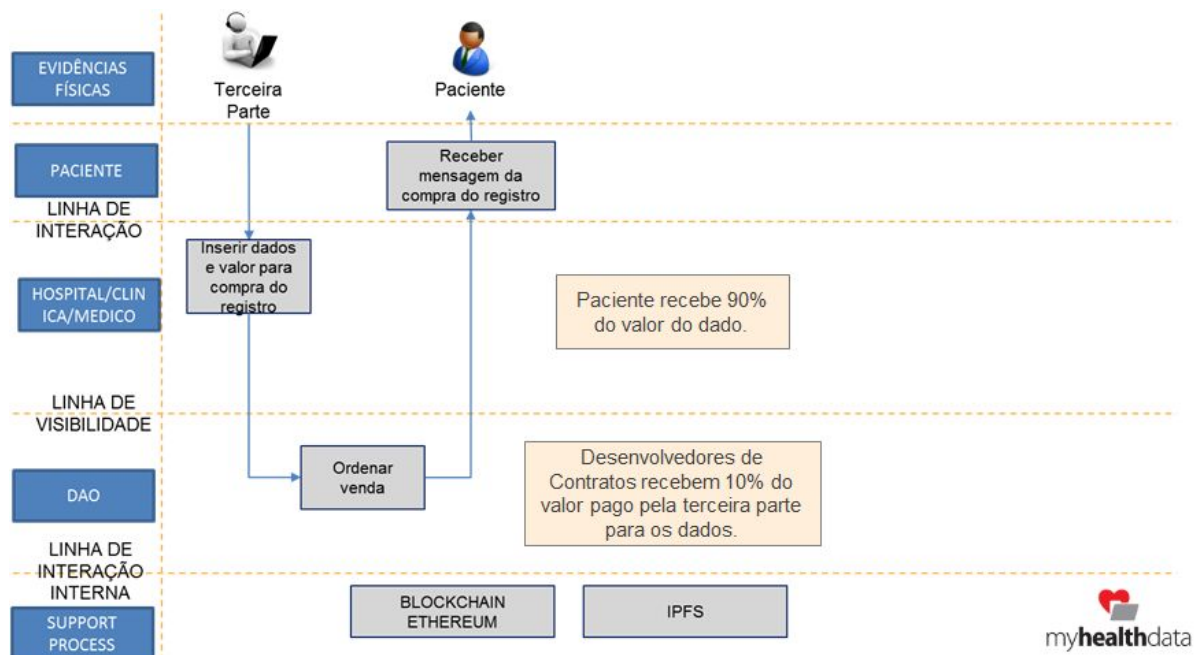 EVIDÊNCIAS
FÍSICAS
Terceira
Parte
Paciente
PACIENTE
Receber
mensagem da
compra do registro
LINHA DE
INTERAÇÃO
Inserir dados
e valor para
compra do
registro
HOSPITAL/CLIN
ICA/MEDICO
Paciente recebe 90%
do valor do dado.
LINHA DE
VISIBILIDADE
DAO
Ordenar
venda
Desenvolvedores de
Contratos recebem 10% do
valor pago pela terceira parte
para os dados.
LINHA DE
INTERAÇÃO
INTERNA
SUPPORT
PROCESS
BLOCKCHAIN
ETHEREUM
IPFS
myhealthdata